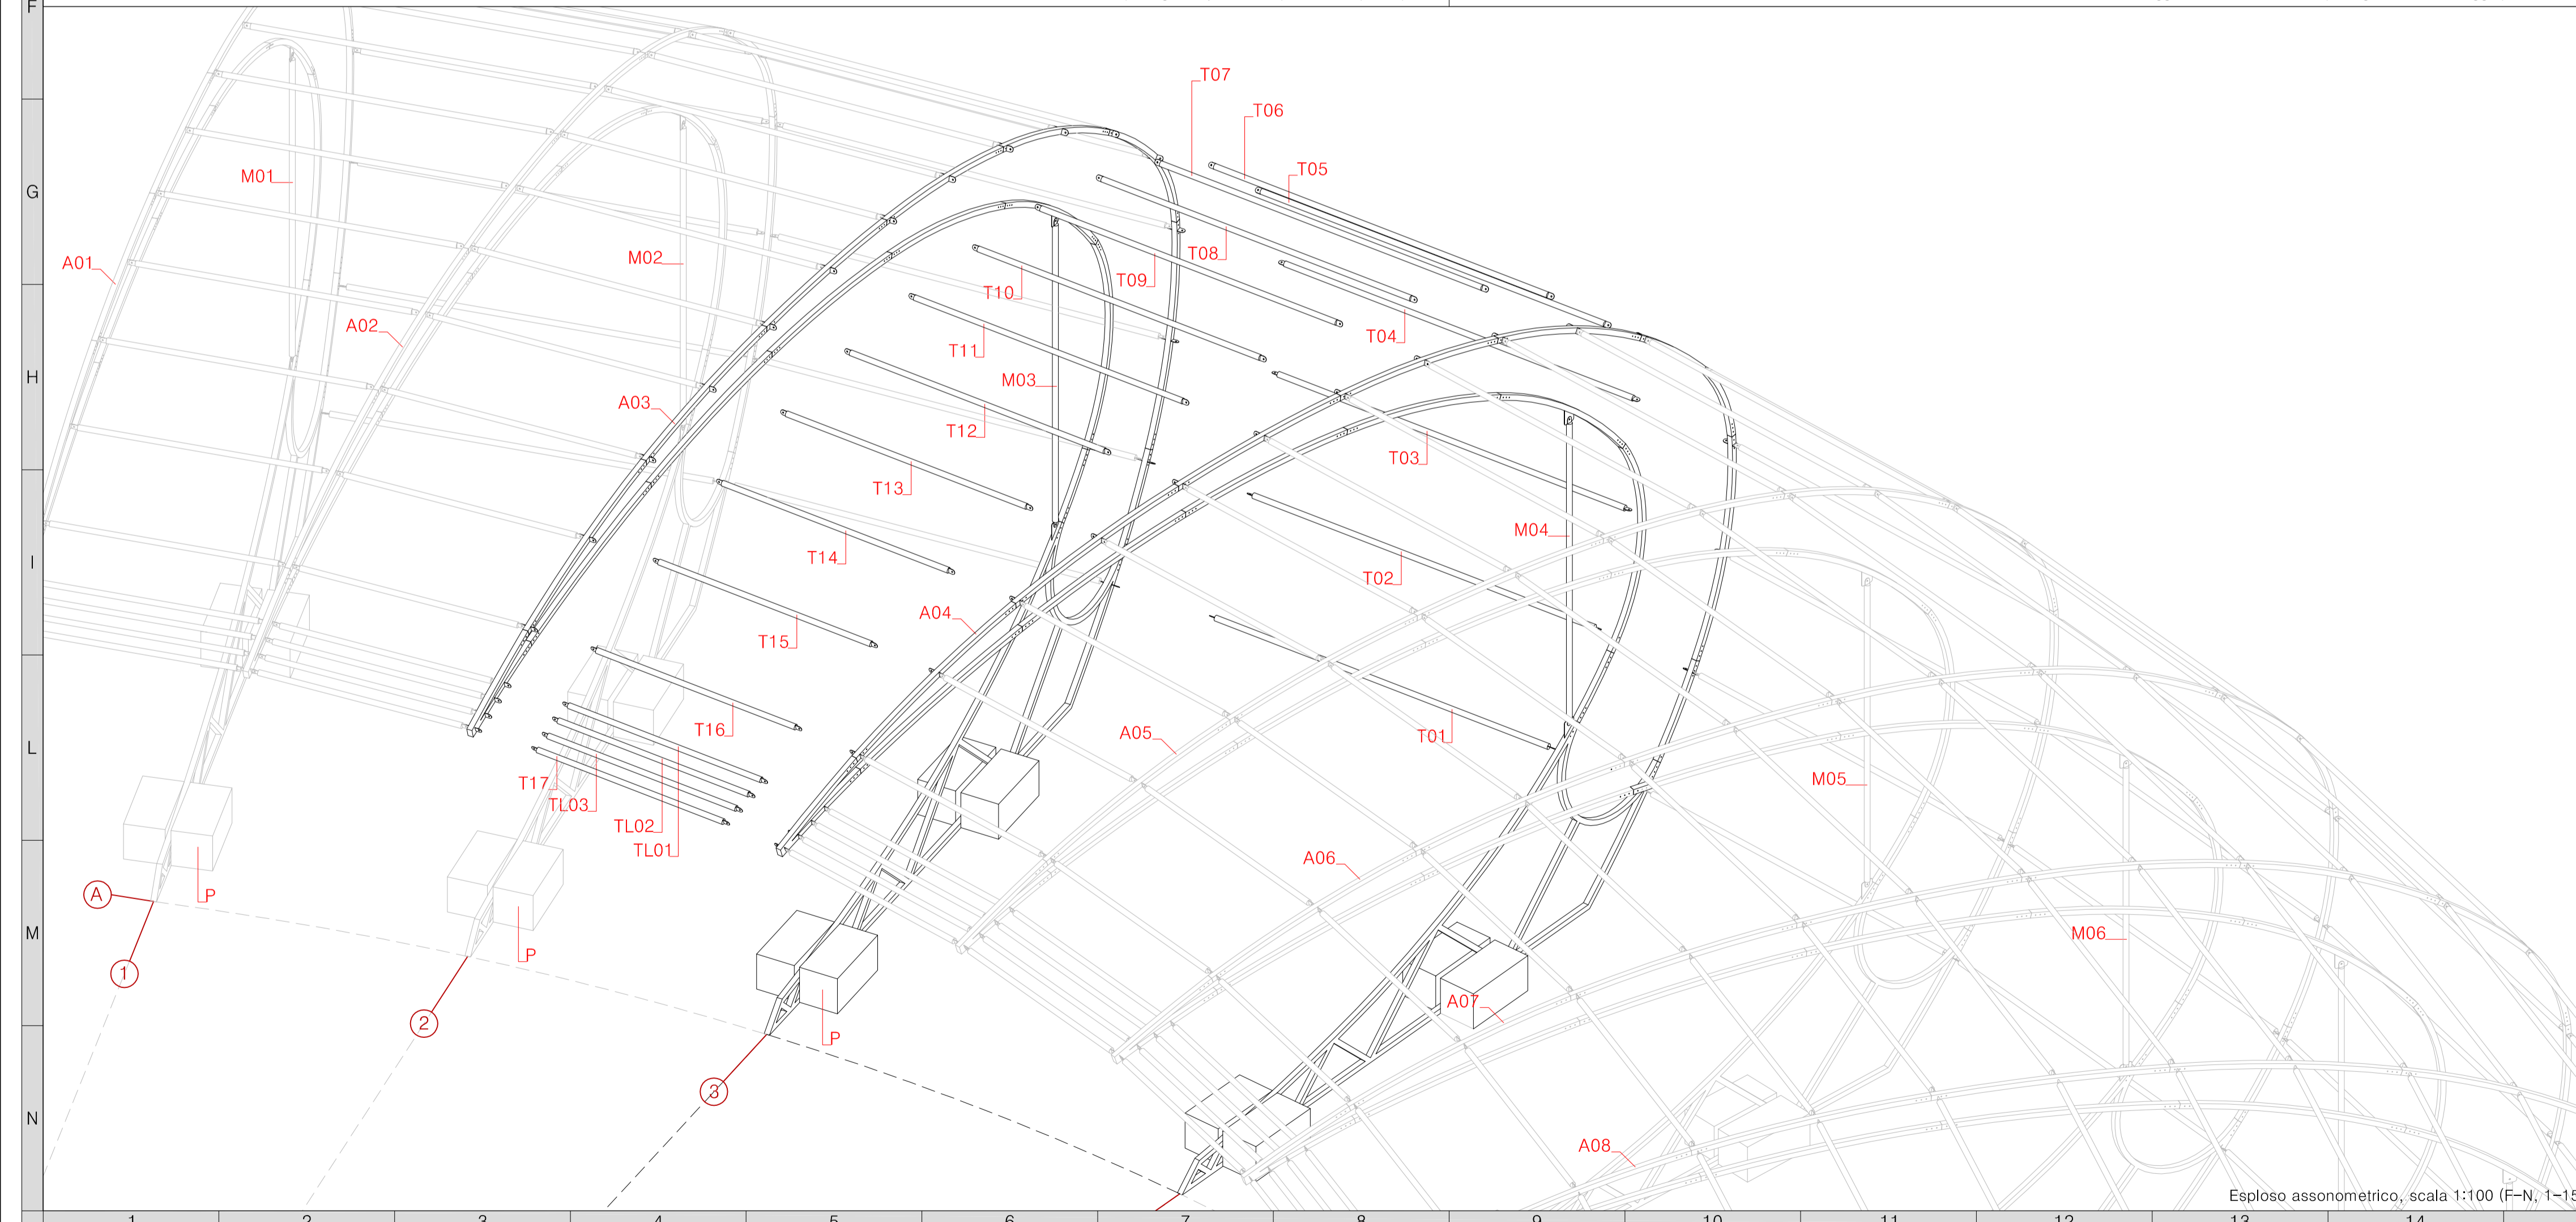 F
T07
T06
T05
M01
G
T08
M02
A01
T09
T10
A02
T04
T11
H
M03
A03
T12
T03
T13
M04
T14
I
T02
A04
T15
T16
A05
T01
L
T17
M05
TL03
TL02
TL01
A06
A
P
M
M06
P
1
A07
2
P
3
N
A08
Esploso assonometrico, scala 1:100 (F-N, 1-15
1 2 3 4 5 6 7 8 9 10 11 12 13 14